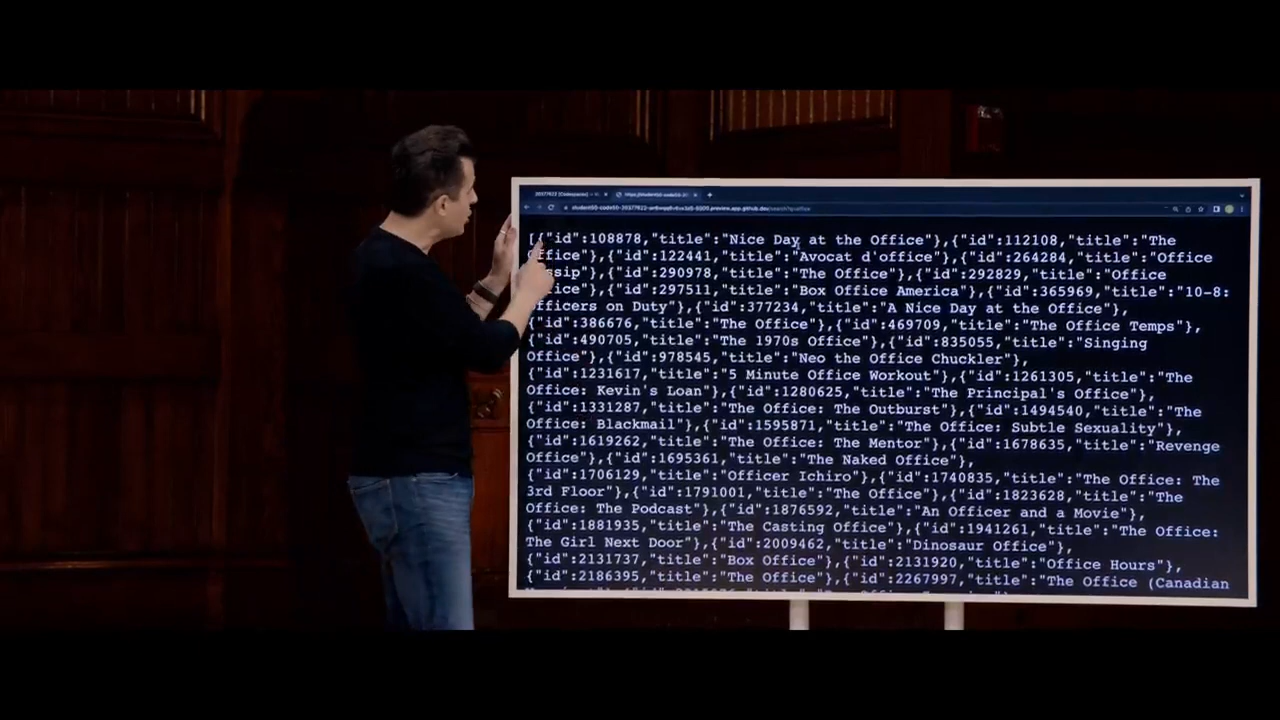 [{"id":108878,"title":"Nice Day at the Office"},{"id":112108,"title":"The
Office"},{"id":122441,"title":"Avocat d'office"},{"id":264284,"title":"Office
ssip"},{"id":290978,"title":"The Office"},{"id":292829,"title":"Office
ice"},{"id":297511,"title":"Box Office America"},{"id":365969,"title":"10-8:
Officers on Duty"},{"id":377234,"title":"A Nice Day at the Office"},
{"id":386676,"title":"The Office"},{"id":469709,"title":"The Office Temps"},
{"id":490705,"title":"The 1970s Office"},{"id":835055,"title":"Singing
Office"},{"id":978545,"title":"Neo the Office Chuckler"},
{"id":1231617,"title":"5 Minute Office Workout"},{"id":1261305,"title":"The
Office: Kevin's Loan"},{"id":1280625,"title":"The Principal's Office"},
{"id":1331287,"title":"The Office: The Outburst"},{"id":1494540,"title":"The
Office: Blackmail"},{"id":1595871,"title":"The Office: Subtle Sexuality"},
{"id":1619262,"title":"The Office: The Mentor"},{"id":1678635,"title":"Revenge
Office"},{"id":1695361,"title":"The Naked Office"},
{"id":1706129,"title":"Officer Ichiro"},{"id":1740835,"title":"The Office: The
3rd Floor"},{"id":1791001,"title":"The Office"},{"id":1823628,"title":"The
Office: The Podcast"},{"id":1876592,"title":"An Officer and a Movie"},
{"id":1881935,"title":"The Casting Office"},{"id":1941261,"title":"The Office:
The Girl Next Door"},{"id":2009462,"title":"Dinosaur Office"},
{"id":2131737,"title":"Box Office"},{"id":2131920,"title":"Office Hours"},
{"id":2186395,"title":"The Office"},{"id":2267997,"title":"The Office (Canadian